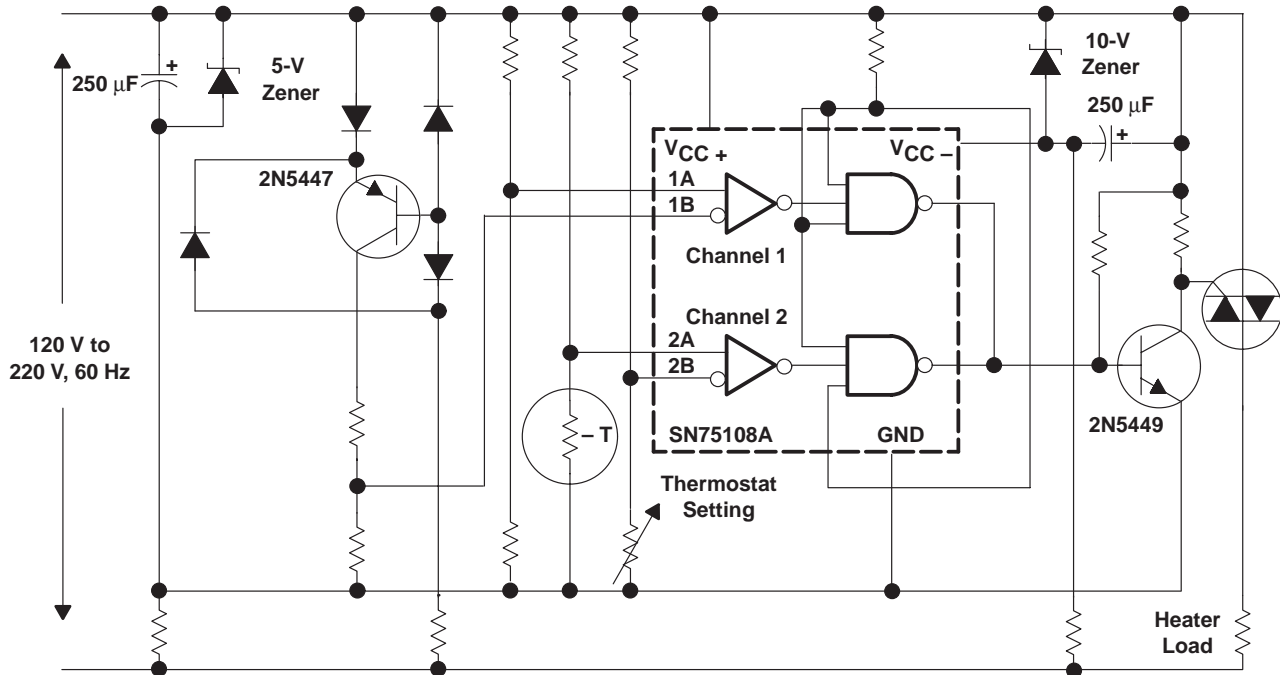 +
250 μF
5-V
Zener
10-V
Zener
250 μF
+
2N5447
VCC +
VCC –
1A
1B
Channel 1
Channel 2
2A
2B
120 V to
220 V, 60 Hz
– T
SN75108A
GND
2N5449
Thermostat
Setting
Heater
Load